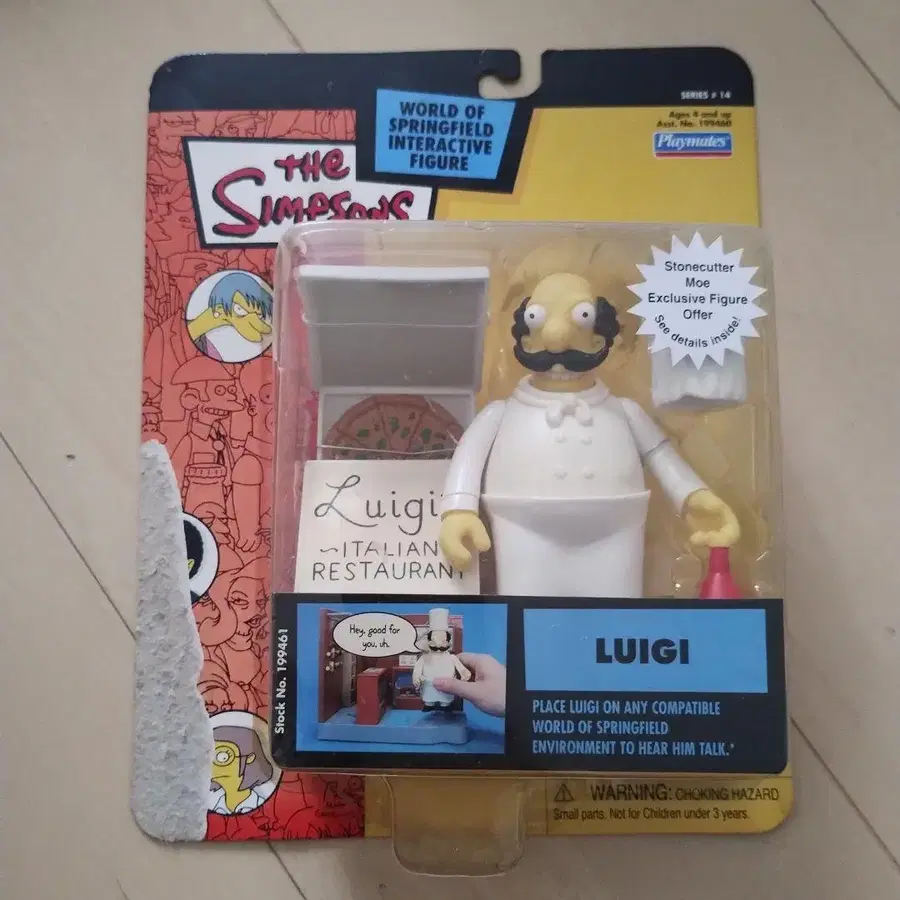 SERIES # 14
Ages 4 and up
Asst. No. 199460
Playmates
WORLD OF
SPRINGFIELD
INTERACTIVE
FIGURE
THE
SIMPSONS
Stonecutter
Moe
Exclusive Figure
Offer
See details inside!
Luigi
~ITALIAN
RESTAURANT
Stock No. 199461
Hey, good for
you, uh.
LUIGI
PLACE LUIGI ON ANY COMPATIBLE
WORLD OF SPRINGFIELD
ENVIRONMENT TO HEAR HIM TALK.*
WARNING: CHOKING HAZARD
Small parts. Not for Children under 3 years.